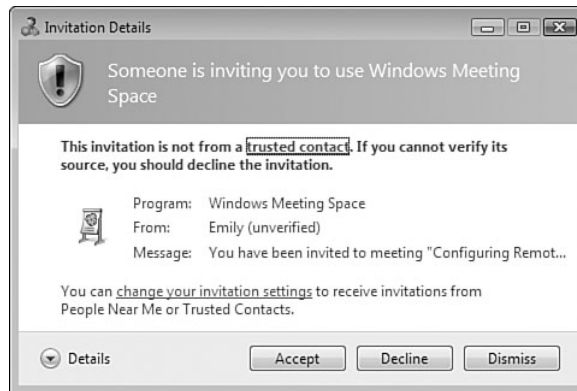 Invitation Details
Someone is inviting you to use Windows Meeting
Space
This invitation is not from a trusted contact. If you cannot verify its
source, you should decline the invitation.
Program: Windows Meeting Space
From: Emily (unverified)
Message: You have been invited to meeting "Configuring Remot...
You can change your invitation settings to receive invitations from
People Near Me or Trusted Contacts.
Details Accept Decline Dismiss